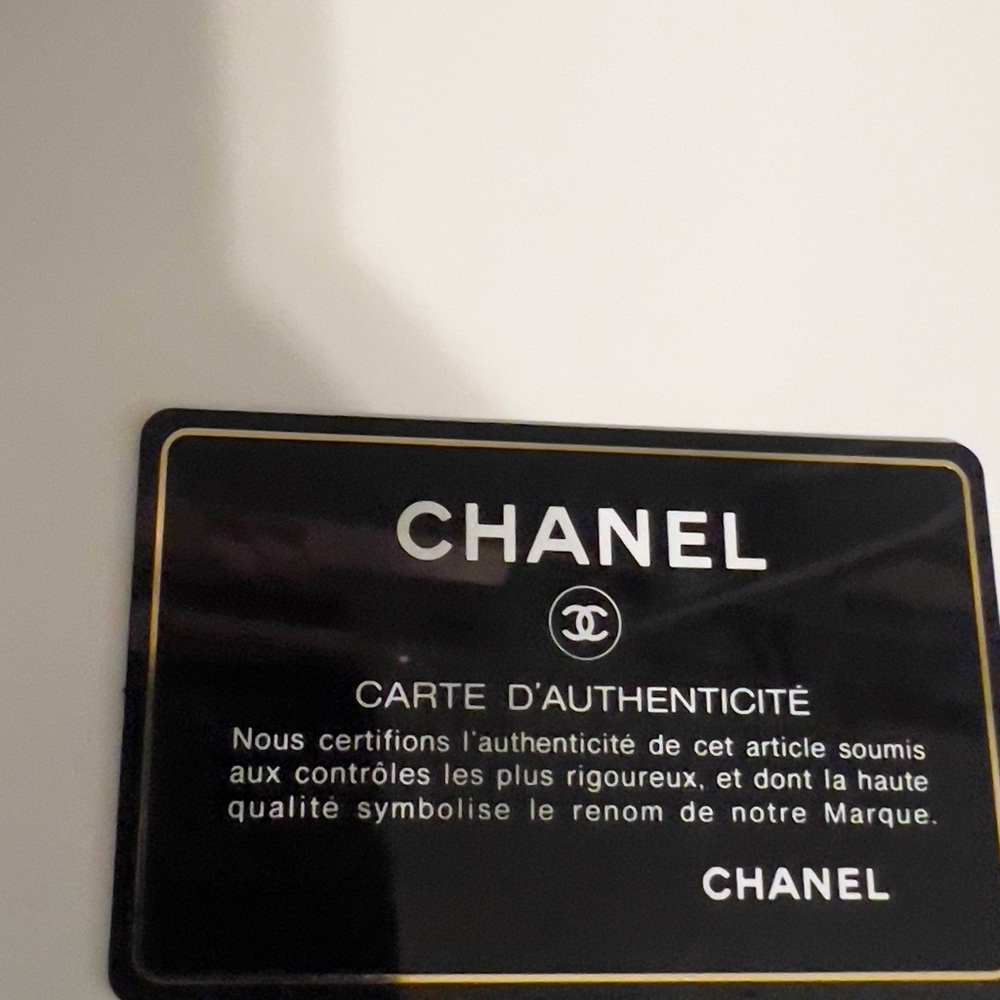 CHANEL
CARTE D'AUTHENTICITÉ
Nous certifions l'authenticité de cet article soumis
aux contrôles les plus rigoureux, et dont la haute
qualité symbolise le renom de notre Marque.
CHANEL